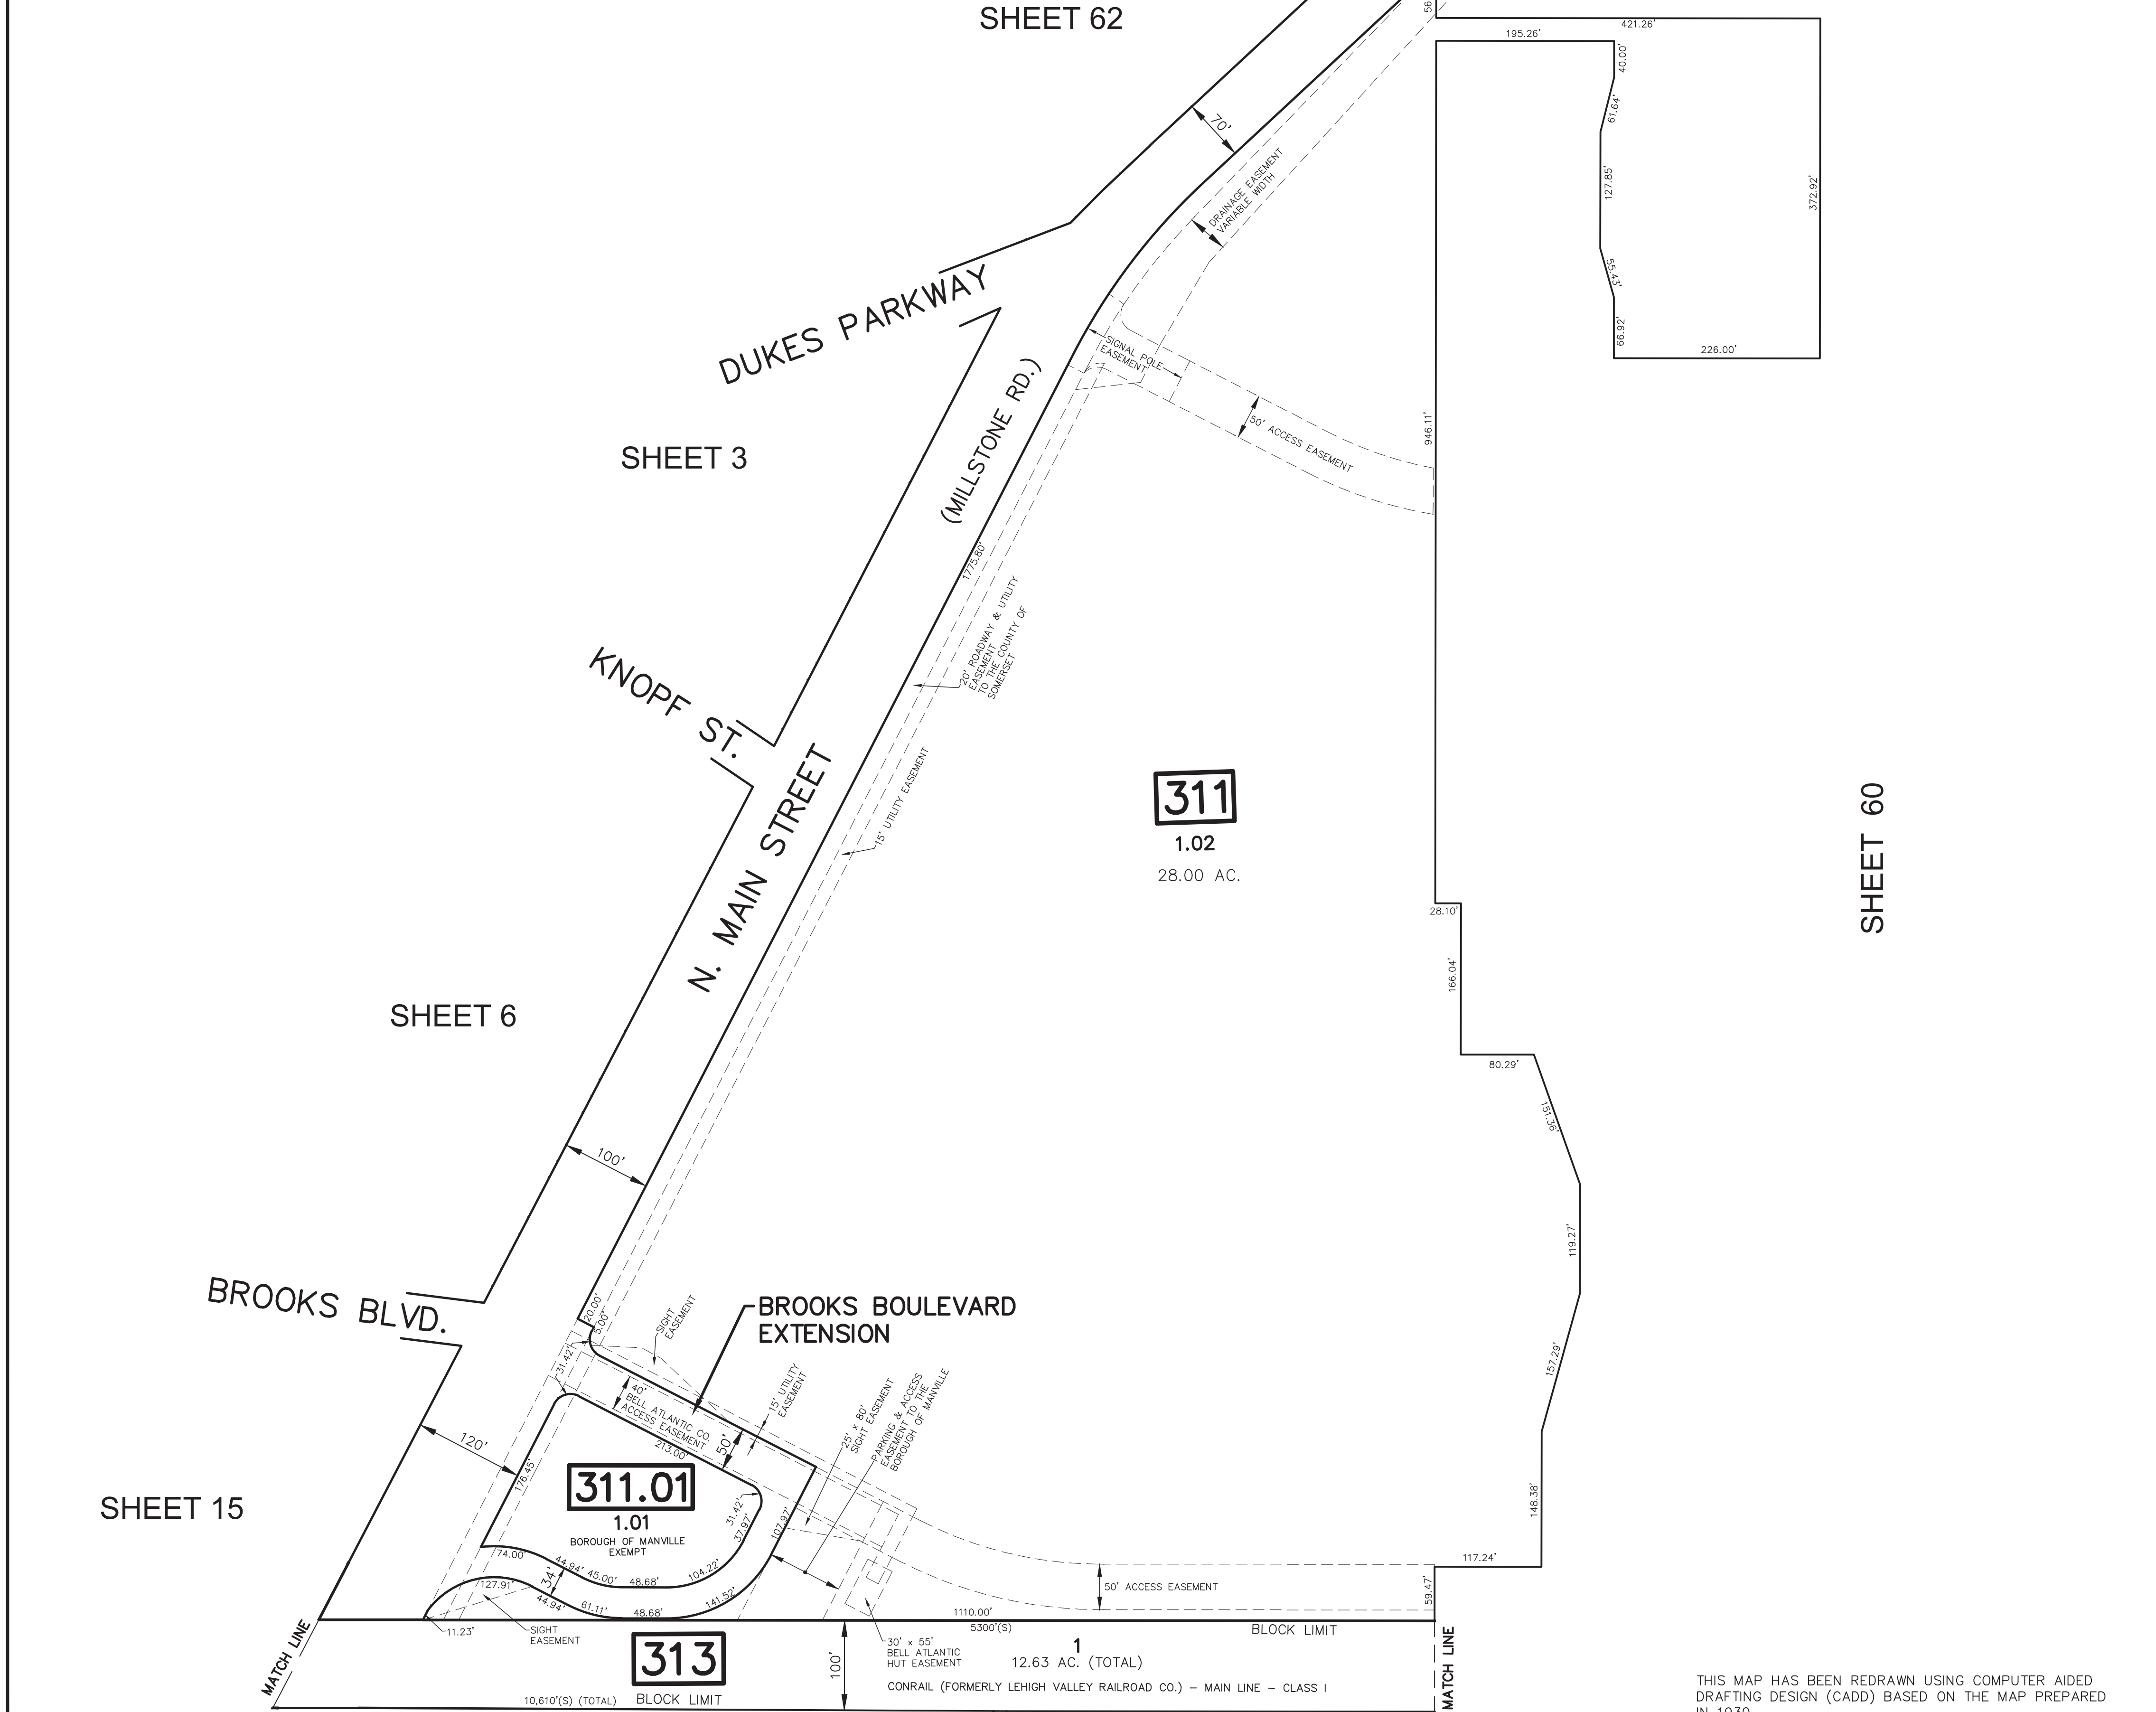 SHEET 62
56
421.26'
195.26'
40.00'
61.64'
127.85'
55.43'
66.92'
226.00'
372.92'
70'
DRAINAGE EASEMENT
VARIABLE WIDTH
DUKES PARKWAY
SIGNAL POLE
EASEMENT
50' ACCESS EASEMENT
946.11'
SHEET 3
(MILLSTONE RD.)
1775.80'
20' ROADWAY & UTILITY
EASEMENT
TO THE COUNTY OF
SOMERSET
KNOPF ST.
15' UTILITY EASEMENT
N. MAIN STREET
311
1.02
28.00 AC.
SHEET 60
28.10'
166.04'
80.29'
151.36'
119.27'
157.29'
148.38'
117.24'
59.47'
SHEET 6
100'
BROOKS BLVD.
20.00'
5.00'
31.42'
SIGHT
EASEMENT
BROOKS BOULEVARD
EXTENSION
15' UTILITY
EASEMENT
25' x 80'
SIGHT EASEMENT
PARKING & ACCESS
EASEMENT TO THE
BOROUGH OF MANVILLE
40'
BELL ATLANTIC CO.
ACCESS EASEMENT
213.00'
50'
120'
176.45'
SHEET 15
311.01
1.01
BOROUGH OF MANVILLE
EXEMPT
31.42'
37.97'
107.97'
74.00'
44.94'
45.00'
48.68'
104.22'
34'
127.91'
44.94'
61.11'
48.68'
141.52'
11.23'
SIGHT
EASEMENT
50' ACCESS EASEMENT
1110.00'
5300'(S)
BLOCK LIMIT
MATCH LINE
313
100'
30' x 55'
BELL ATLANTIC
HUT EASEMENT
1
12.63 AC. (TOTAL)
CONRAIL (FORMERLY LEHIGH VALLEY RAILROAD CO.) – MAIN LINE – CLASS I
10,610'(S) (TOTAL)
BLOCK LIMIT
MATCH LINE
THIS MAP HAS BEEN REDRAWN USING COMPUTER AIDED
DRAFTING DESIGN (CADD) BASED ON THE MAP PREPARED
IN 1930